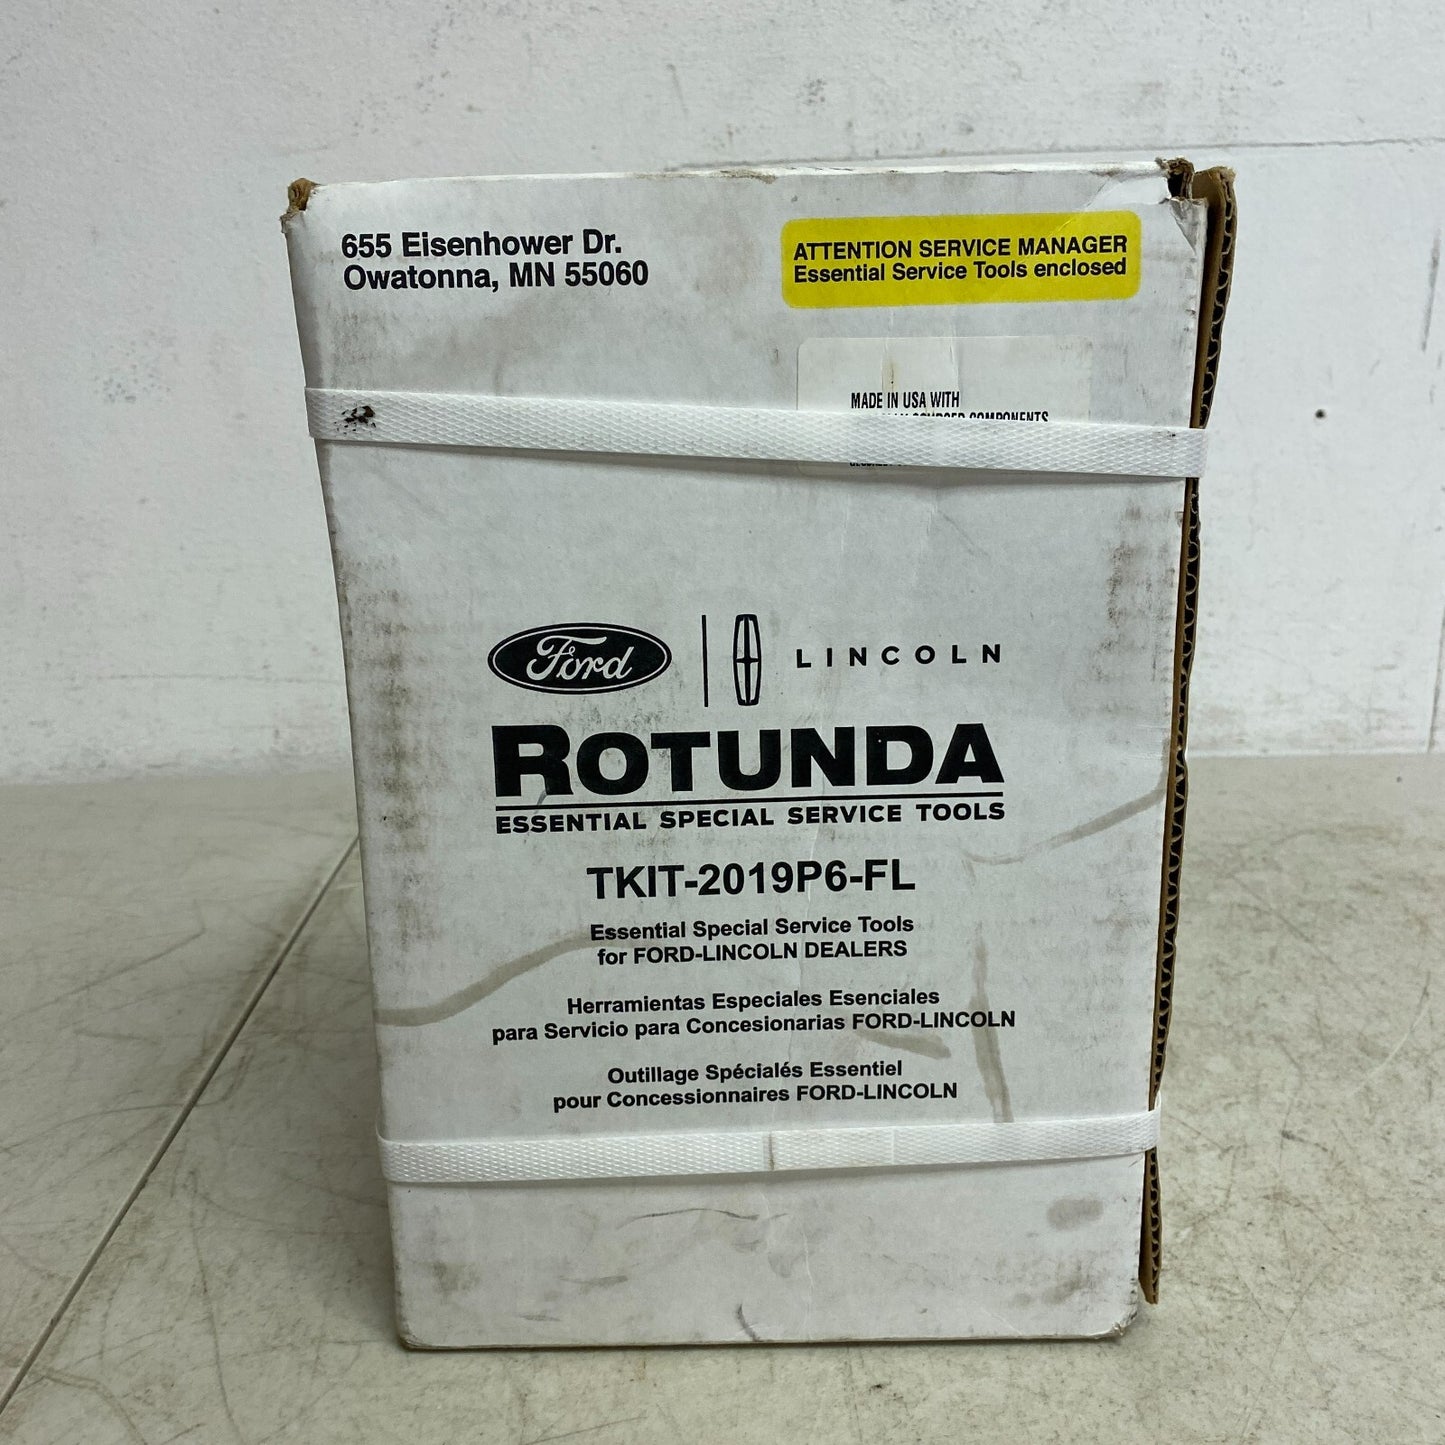 655 Eisenhower Dr.
Owatonna, MN 55060
ATTENTION SERVICE MANAGER
Essential Service Tools enclosed
MADE IN USA WITH
COMPONENTS
Ford
LINCOLN
ROTUNDA
ESSENTIAL SPECIAL SERVICE TOOLS
TKIT-2019P6-FL
Essential Special Service Tools
for FORD-LINCOLN DEALERS
Herramientas Especiales Esenciales
para Servicio para Concesionarias FORD-LINCOLN
Outillage Spécialés Essentiel
pour Concessionnaires FORD-LINCOLN